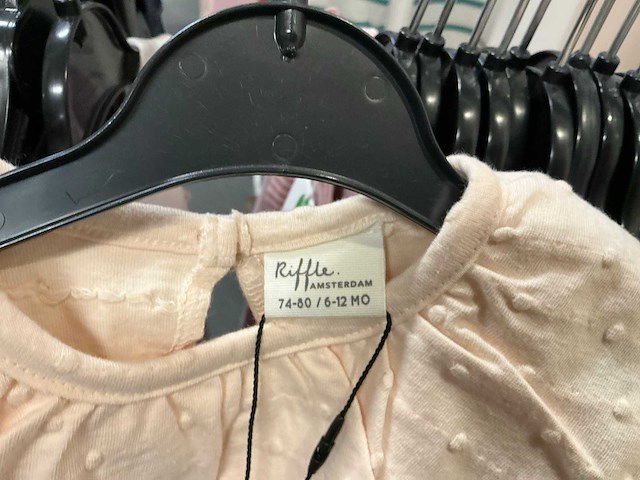 Riffle.
AMSTERDAM
74-80 / 6-12 MO